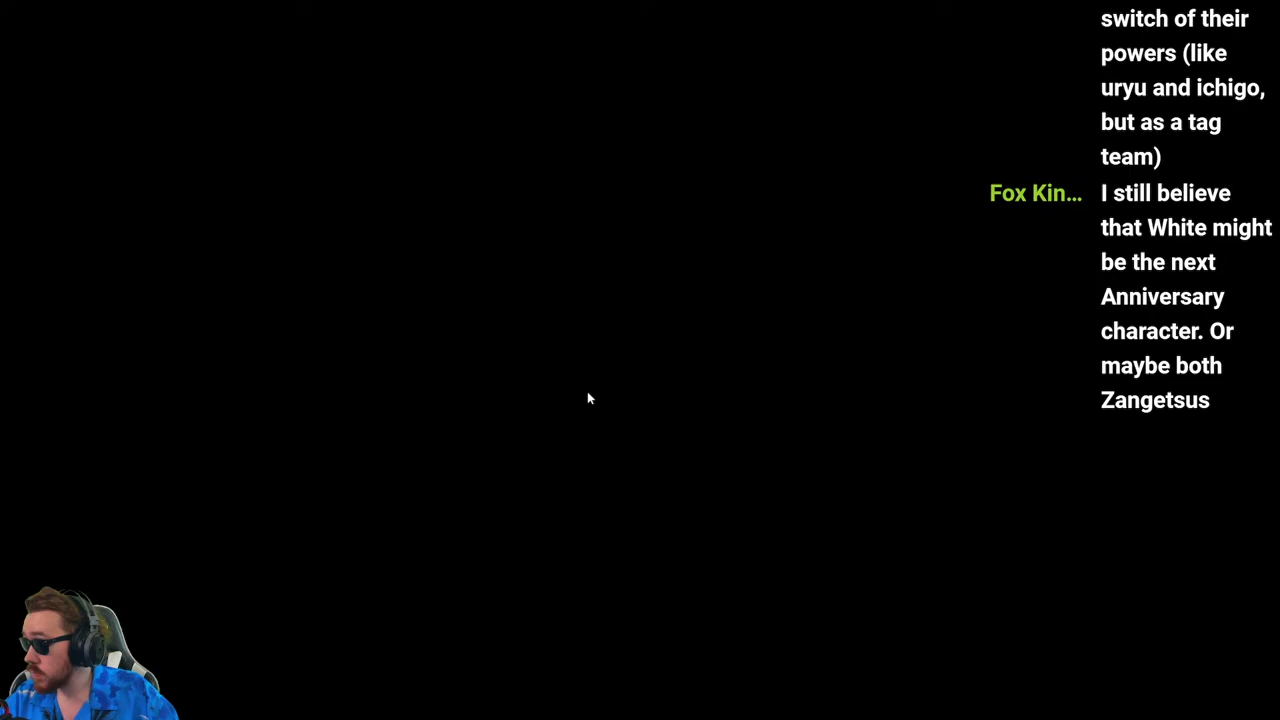 switch of their
powers (like
uryu and ichigo,
but as a tag
team)
Fox Kin… I still believe
that White might
be the next
Anniversary
character. Or
maybe both
Zangetsus